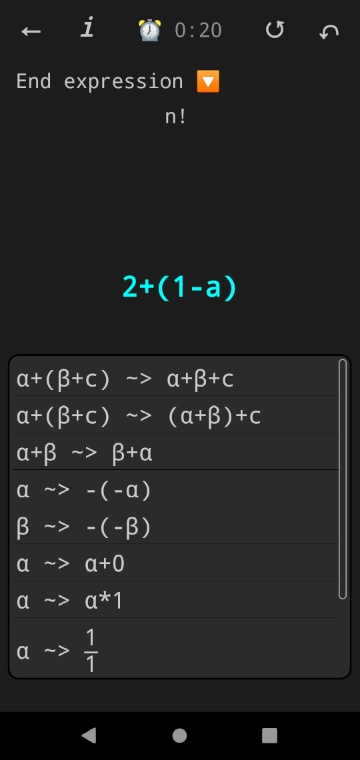 ← i ⏰ 0:20 ↺ ↶
End expression 🔽
n!
2+(1-a)
α+(β+c) ~> α+β+c
α+(β+c) ~> (α+β)+c
α+β ~> β+α
α ~> -(-α)
β ~> -(-β)
α ~> α+0
α ~> α*1
α ~> 1/1